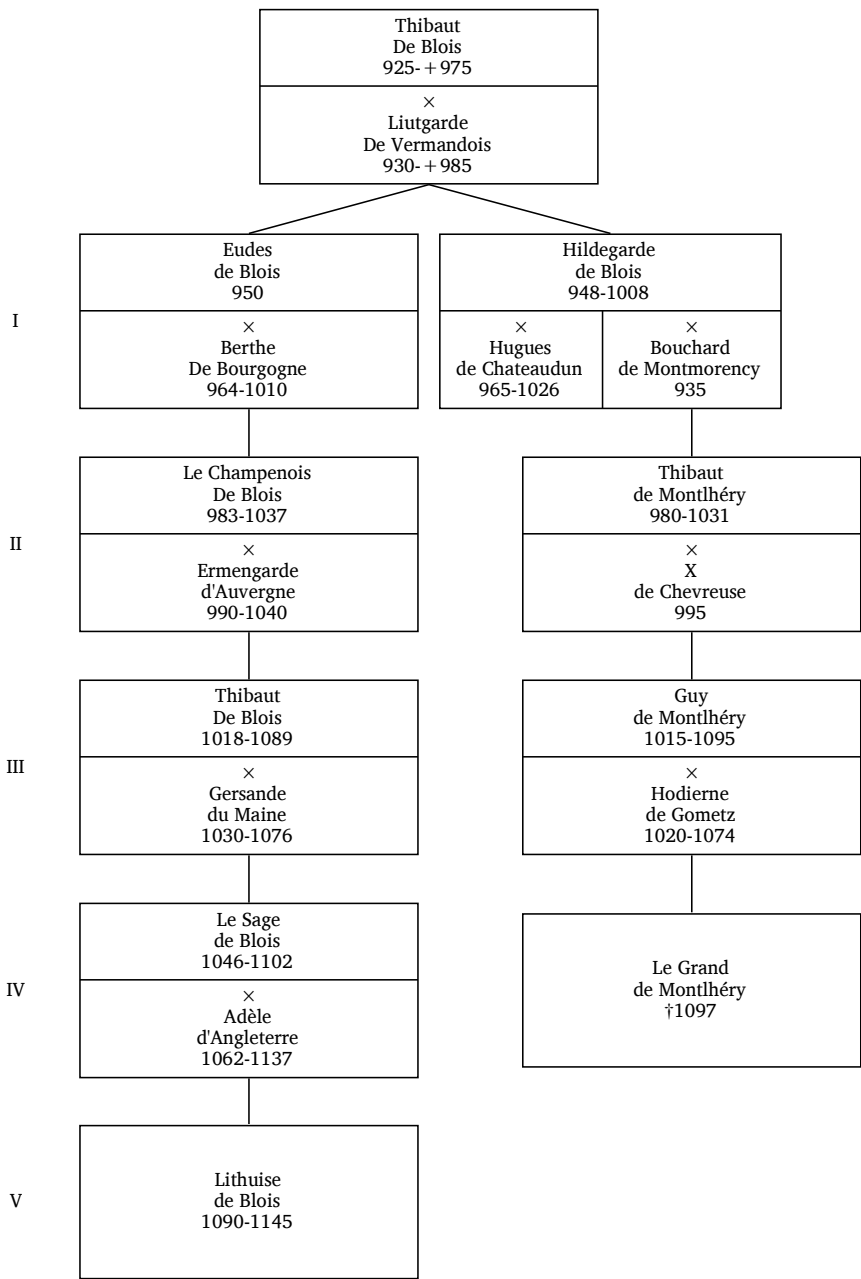 Thibaut
De Blois
925-+975
×
Liutgarde
De Vermandois
930-+985
I
Eudes
de Blois
950
×
Berthe
De Bourgogne
964-1010
Hildegarde
de Blois
948-1008
×
Hugues
de Chateaudun
965-1026
×
Bouchard
de Montmorency
935
II
Le Champenois
De Blois
983-1037
×
Ermengarde
d'Auvergne
990-1040
Thibaut
de Montlhéry
980-1031
×
X
de Chevreuse
995
III
Thibaut
De Blois
1018-1089
×
Gersande
du Maine
1030-1076
Guy
de Montlhéry
1015-1095
×
Hodierne
de Gometz
1020-1074
IV
Le Sage
de Blois
1046-1102
×
Adèle
d'Angleterre
1062-1137
Le Grand
de Montlhéry
†1097
V
Lithuise
de Blois
1090-1145